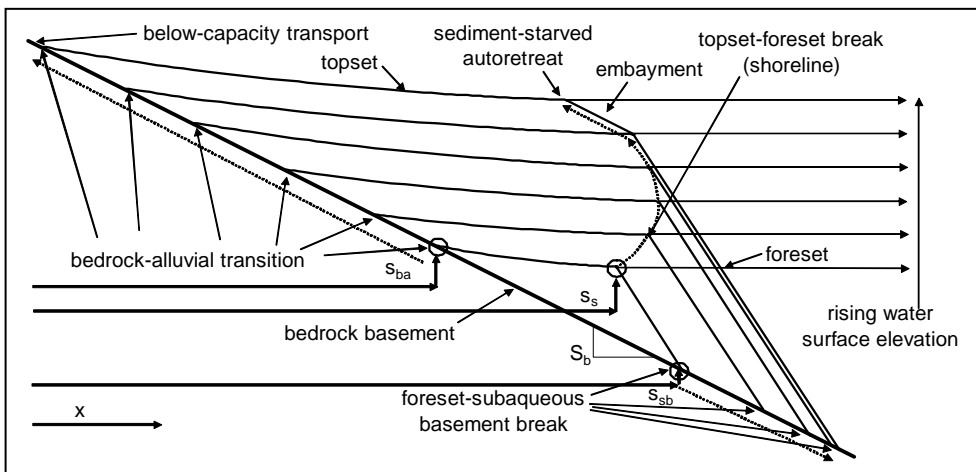 below-capacity transport
topset
sediment-starved
autoretreat
embayment
topset-foreset break
(shoreline)
bedrock-alluvial transition
s_ba
s_s
foreset
bedrock basement
rising water
surface elevation
S_b
foreset-subaqueous
basement break
s_sb
x